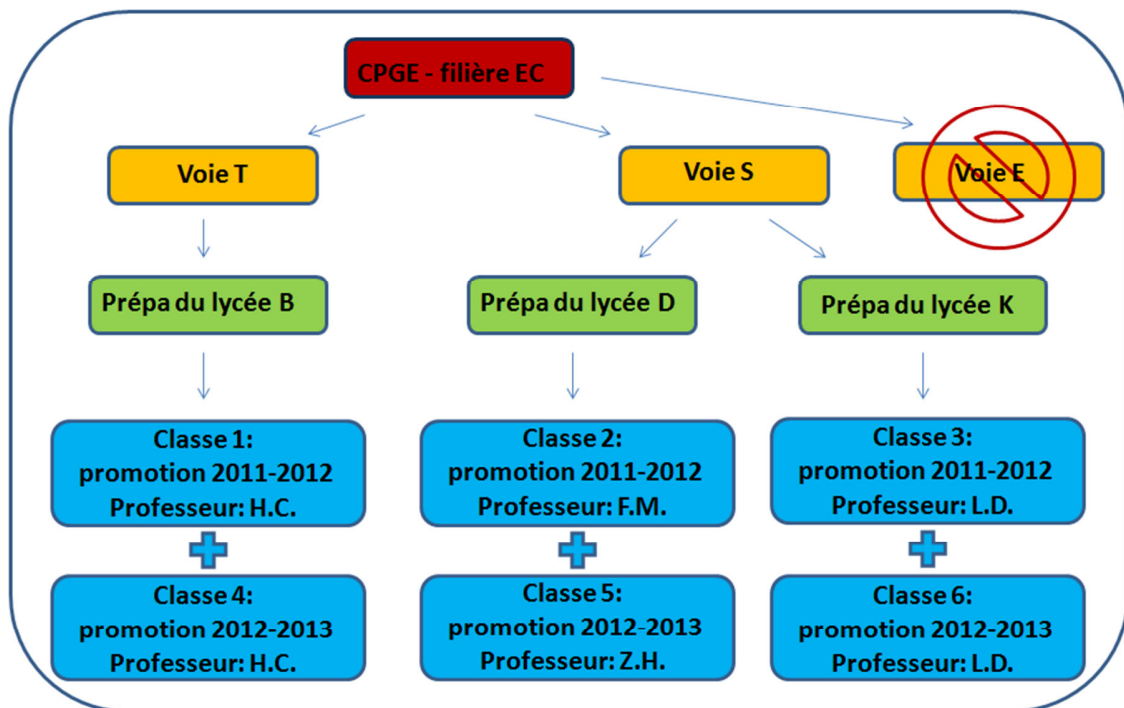 CPGE - filière EC
Voie T
Voie S
Voie E
Prépa du lycée B
Prépa du lycée D
Prépa du lycée K
Classe 1:
promotion 2011-2012
Professeur: H.C.
Classe 2:
promotion 2011-2012
Professeur: F.M.
Classe 3:
promotion 2011-2012
Professeur: L.D.
Classe 4:
promotion 2012-2013
Professeur: H.C.
Classe 5:
promotion 2012-2013
Professeur: Z.H.
Classe 6:
promotion 2012-2013
Professeur: L.D.